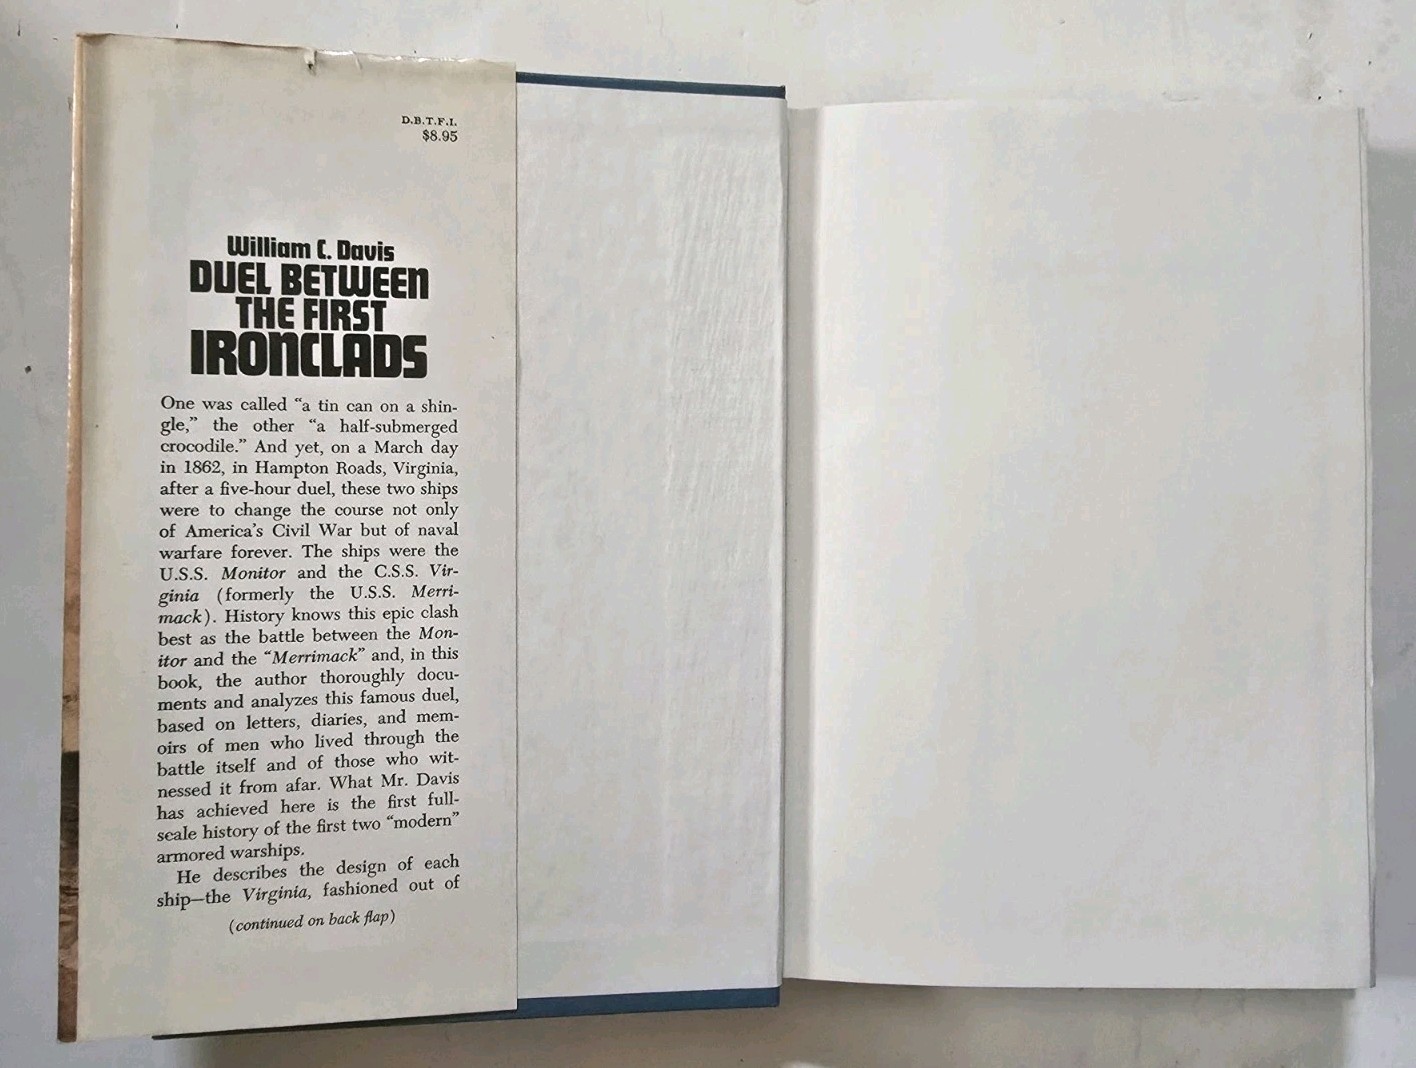 D.B.T.F.I.
$8.95
William C. Davis
DUEL BETWEEN
THE FIRST
IRONCLADS
One was called “a tin can on a shin-
gle,” the other “a half-submerged
crocodile.” And yet, on a March day
in 1862, in Hampton Roads, Virginia,
after a five-hour duel, these two ships
were to change the course not only
of America’s Civil War but of naval
warfare forever. The ships were the
U.S.S. Monitor and the C.S.S. Vir-
ginia (formerly the U.S.S. Merri-
mack). History knows this epic clash
best as the battle between the Mon-
itor and the “Merrimack” and, in this
book, the author thoroughly docu-
ments and analyzes this famous duel,
based on letters, diaries, and mem-
oirs of men who lived through the
battle itself and of those who wit-
nessed it from afar. What Mr. Davis
has achieved here is the first full-
scale history of the first two “modern”
armored warships.
He describes the design of each
ship—the Virginia, fashioned out of
(continued on back flap)